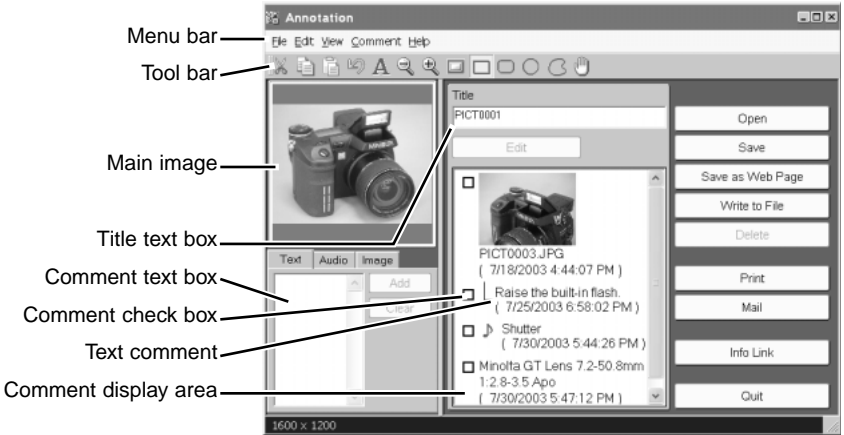 Menu bar
Tool bar
Main image
Title text box
Comment text box
Comment check box
Text comment
Comment display area
Annotation
File Edit View Comment Help
A
MINOLTA
Text Audio Image
Add
Clear
Title
PICT0001
Edit
PICT0003.JPG
( 7/18/2003 4:44:07 PM )
Raise the built-in flash.
( 7/25/2003 6:58:02 PM )
Shutter
( 7/30/2003 5:44:26 PM )
Minolta GT Lens 7.2-50.8mm
1:2.8-3.5 Apo
( 7/30/2003 5:47:12 PM )
Open
Save
Save as Web Page
Write to File
Delete
Print
Mail
Info Link
Quit
1600 x 1200